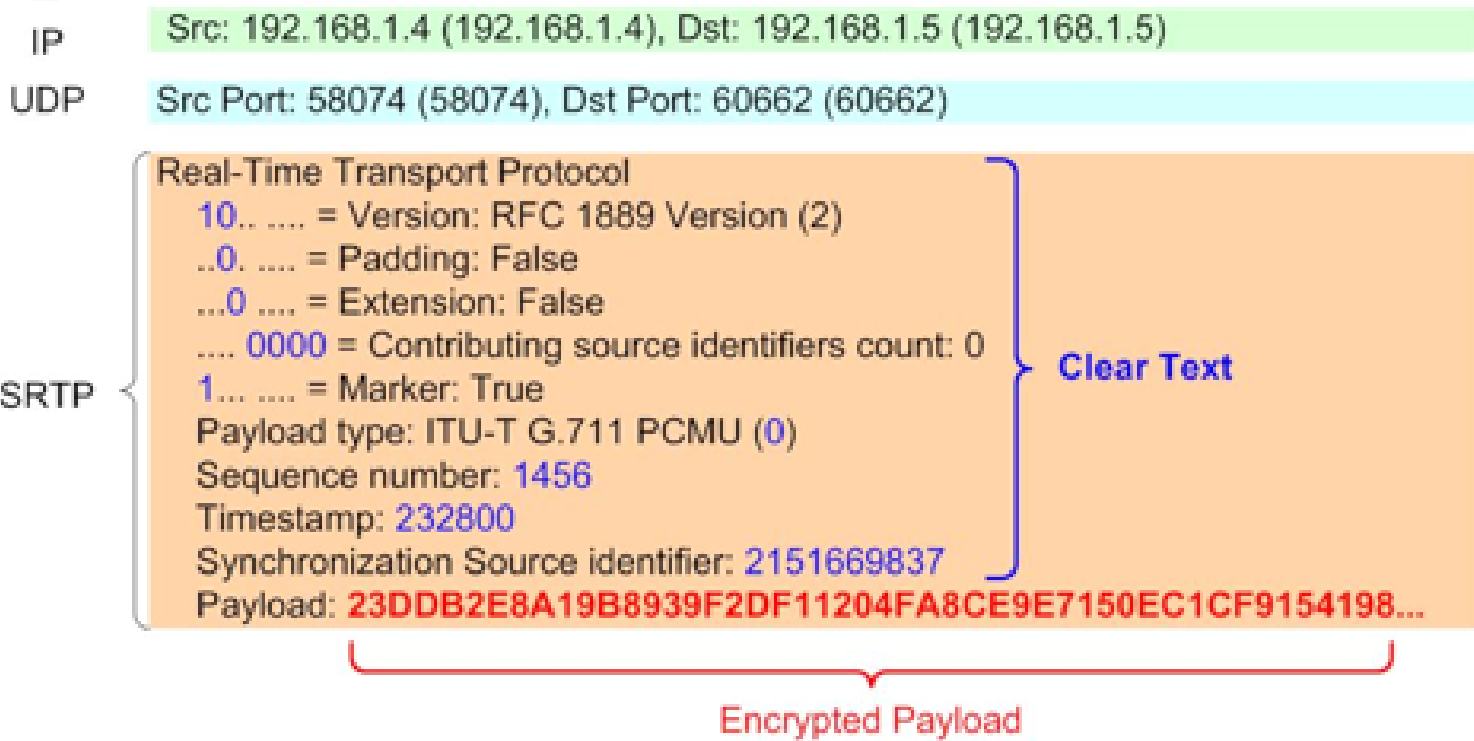 IP
Src: 192.168.1.4 (192.168.1.4), Dst: 192.168.1.5 (192.168.1.5)
UDP
Src Port: 58074 (58074), Dst Port: 60662 (60662)
SRTP
Real-Time Transport Protocol
10.. .... = Version: RFC 1889 Version (2)
..0. .... = Padding: False
...0 .... = Extension: False
.... 0000 = Contributing source identifiers count: 0
1... .... = Marker: True
Payload type: ITU-T G.711 PCMU (0)
Sequence number: 1456
Timestamp: 232800
Synchronization Source identifier: 2151669837
Clear Text
Payload: 23DDB2E8A19B8939F2DF11204FA8CE9E7150EC1CF9154198...
Encrypted Payload